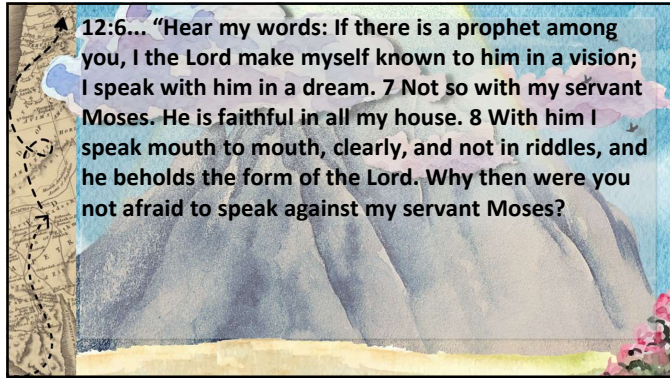 12:6... “Hear my words: If there is a prophet among
you, I the Lord make myself known to him in a vision;
I speak with him in a dream. 7 Not so with my servant
Moses. He is faithful in all my house. 8 With him I
speak mouth to mouth, clearly, and not in riddles, and
he beholds the form of the Lord. Why then were you
not afraid to speak against my servant Moses?